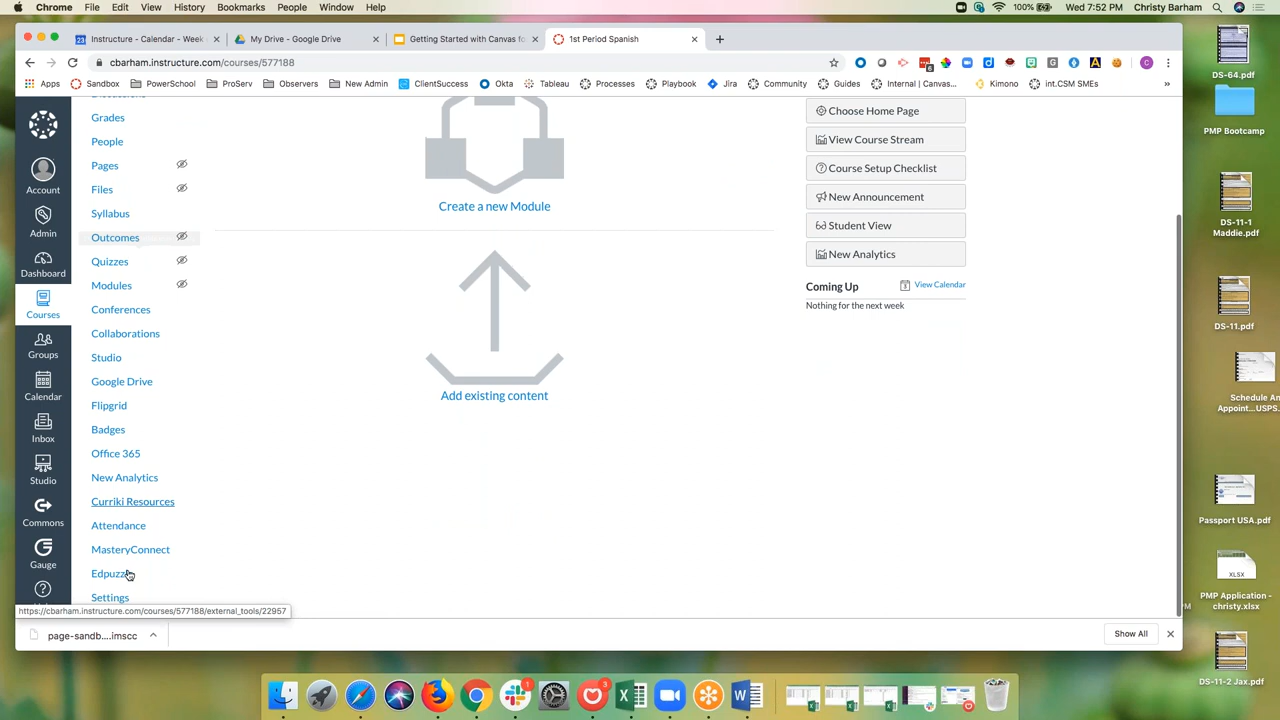 Chrome File Edit View History Bookmarks People Window Help 100% Wed 7:52 PM Christy Barham
Instructure - Calendar - Week My Drive - Google Drive Getting Started with Canvas fo 1st Period Spanish
cbarham.instructure.com/courses/577188
Apps Sandbox PowerSchool ProServ Observers New Admin ClientSuccess Okta Tableau Processes Playbook Jira Community Guides Internal | Canvas... Kimono int.CSM SMEs
Account
Admin
Dashboard
Courses
Groups
Calendar
Inbox
Studio
Commons
Gauge
Grades
People
Pages
Files
Syllabus
Outcomes
Quizzes
Modules
Conferences
Collaborations
Studio
Google Drive
Flipgrid
Badges
Office 365
New Analytics
Curriki Resources
Attendance
MasteryConnect
Settings
https://cbarham.instructure.com/courses/577188/external_tools/22957
Create a new Module
Add existing content
Choose Home Page
View Course Stream
Course Setup Checklist
New Announcement
Student View
New Analytics
Coming Up View Calendar
Nothing for the next week
page-sandb....imscc
Show All
DS-64.pdf
PMP Bootcamp
DS-11-1
Maddie.pdf
DS-11.pdf
Schedule An
Appoint...USPS.
Passport USA.pdf
XLSX
PMP Application -
christy.xlsx
DS-11-2 Jax.pdf